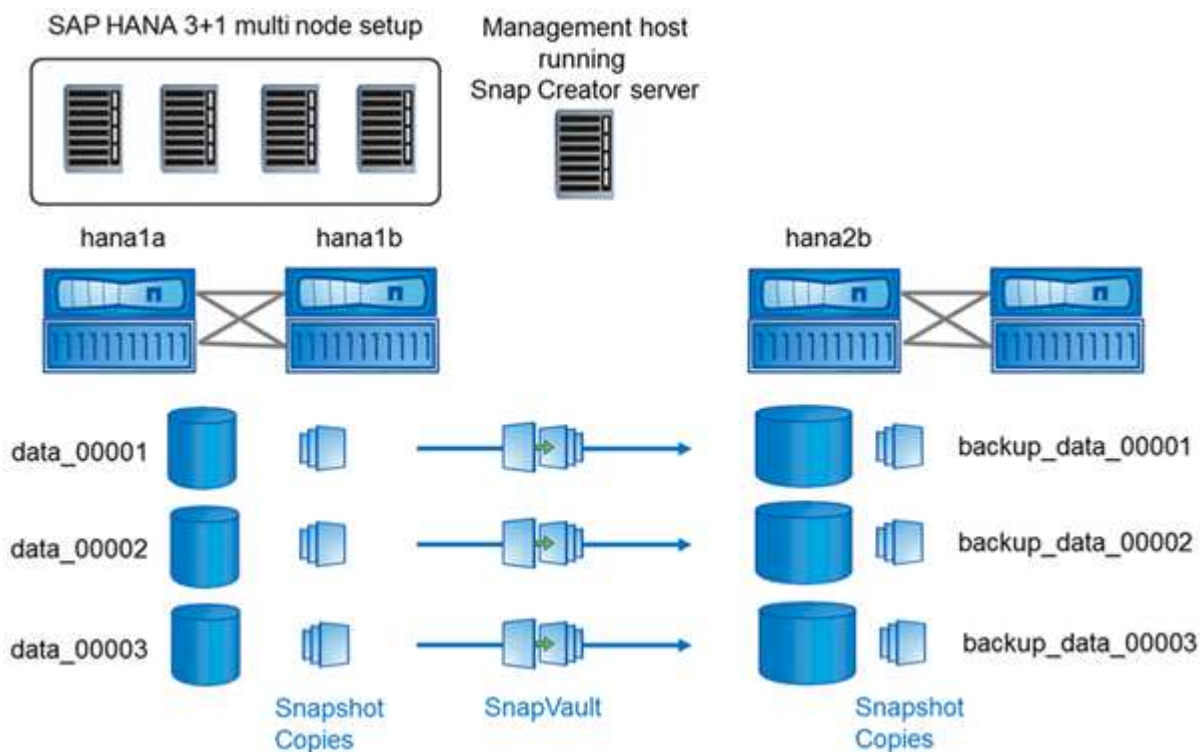 SAP HANA 3+1 multi node setup
Management host
running
Snap Creator server
hana1a
hana1b
hana2b
data_00001
backup_data_00001
data_00002
backup_data_00002
data_00003
backup_data_00003
Snapshot
Copies
SnapVault
Snapshot
Copies